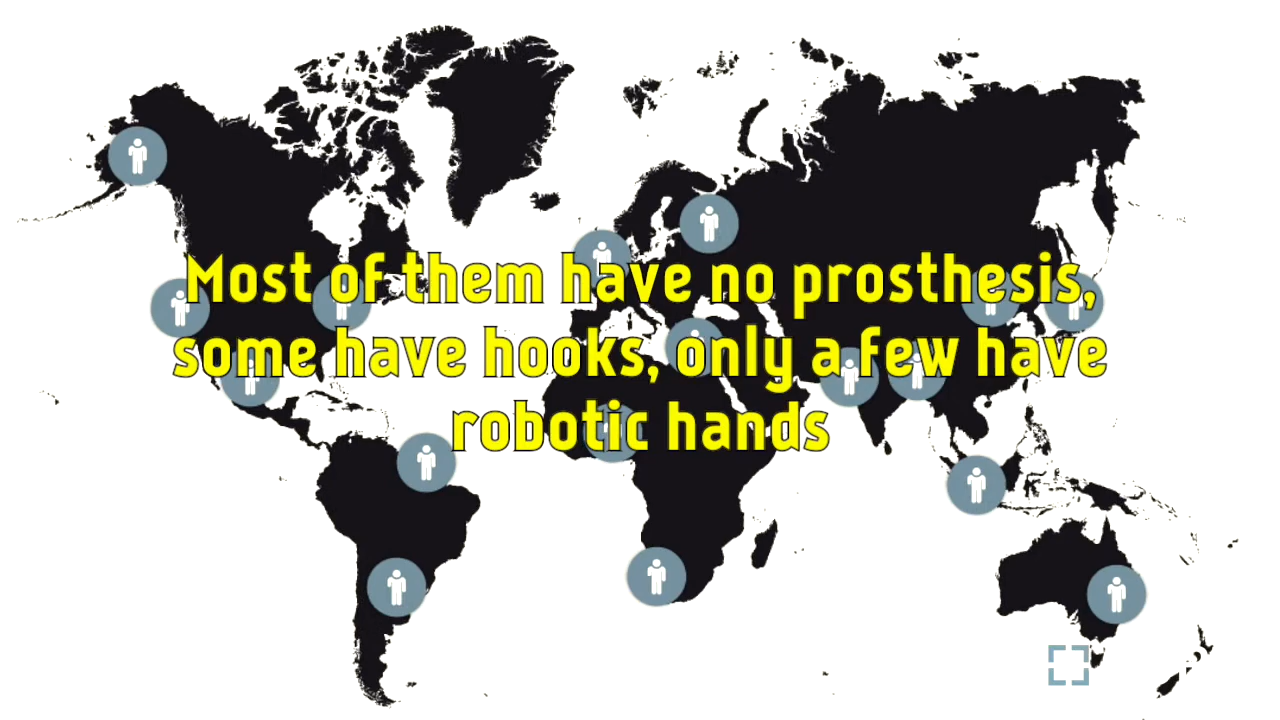 Most of them have no prosthesis,
some have hooks, only a few have
robotic hands